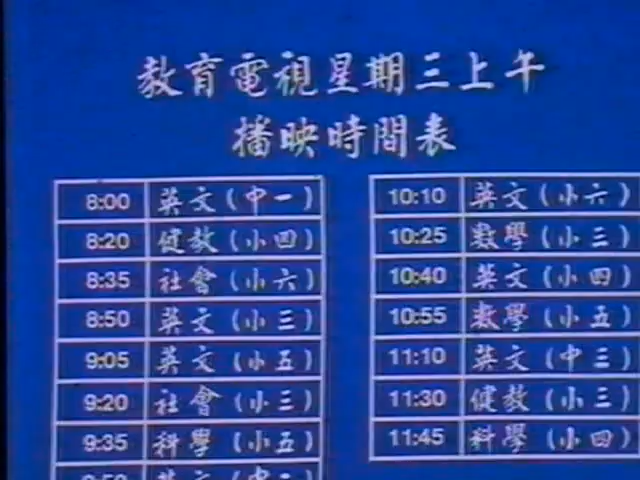 教育電視星期三上午
播映時間表
8:00 英文(中一)
8:20 健教(小四)
8:35 社會(小六)
8:50 英文(小三)
9:05 英文(小五)
9:20 社會(小三)
9:35 科學(小五)
10:10 英文(小六)
10:25 數學(小三)
10:40 英文(小四)
10:55 數學(小五)
11:10 英文(中三)
11:30 健教(小三)
11:45 科學(小四)